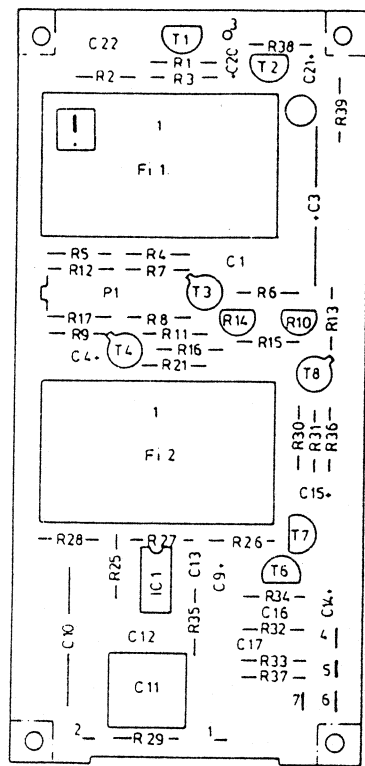 3
C22 T1 R38
R1 C20 T2 C21+
R2 R3 +
R39
1
Fi 1
+C3
R5 R4 C1
R12 R7
P1 T3 R6
R17 R8 R14 R10 R13
R9 R11 R15
C4+ T4 R16
R21 T8
1
Fi 2
R30 R31 R36
C15+
R28 R27 R26 T7
R25 IC1 C13 C9+ T6
R34 C14+
C16
C10 R35 R32 4
C12 C17
R33 5
C11 R37
7 6
2 R29 1